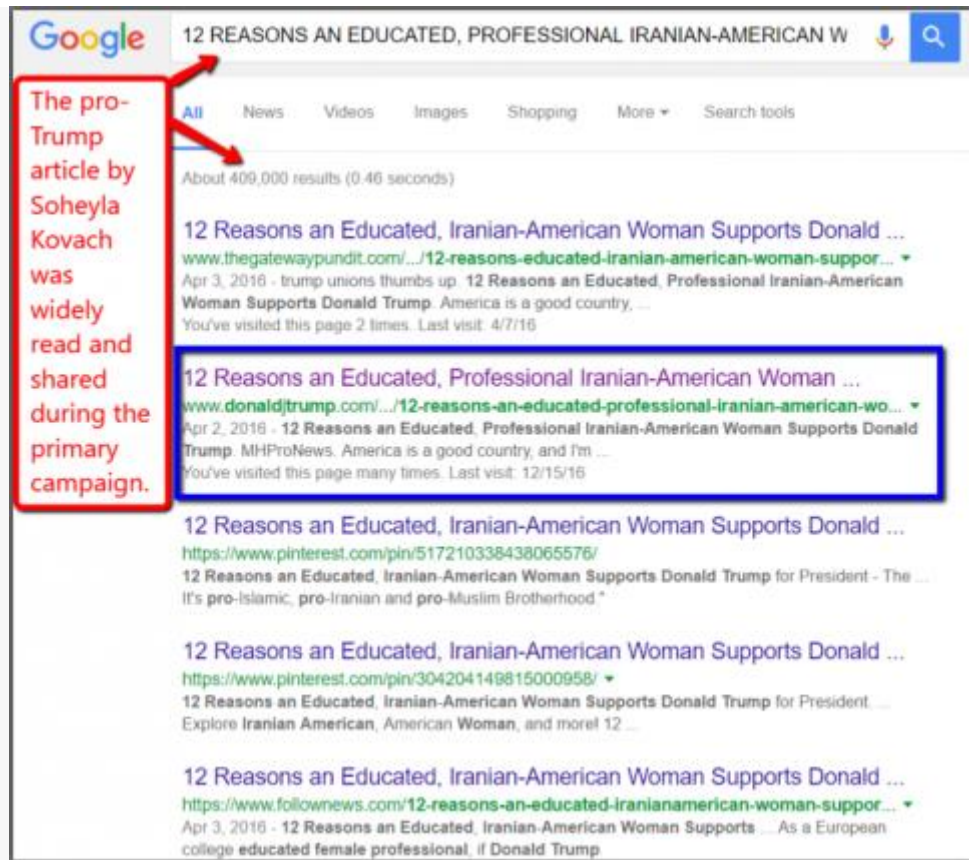 Google
12 REASONS AN EDUCATED, PROFESSIONAL IRANIAN-AMERICAN W
The pro-
Trump
article by
Soheyla
Kovach
was
widely
read and
shared
during the
primary
campaign.
All News Videos Images Shopping More Search tools
About 409,000 results (0.46 seconds)
12 Reasons an Educated, Iranian-American Woman Supports Donald ...
www.thegatewaypundit.com/.../12-reasons-educated-iranian-american-woman-suppor...
Apr 3, 2016 - trump unions thumbs up. 12 Reasons an Educated, Professional Iranian-American
Woman Supports Donald Trump. America is a good country, ...
You've visited this page 2 times. Last visit: 4/7/16
12 Reasons an Educated, Professional Iranian-American Woman ...
www.donaldjtrump.com/.../12-reasons-an-educated-professional-iranian-american-wo...
Apr 2, 2016 - 12 Reasons an Educated, Professional Iranian-American Woman Supports Donald
Trump. MHProNews. America is a good country, and I'm ...
You've visited this page many times. Last visit: 12/15/16
12 Reasons an Educated, Iranian-American Woman Supports Donald ...
https://www.pinterest.com/pin/517210338438065576/
12 Reasons an Educated, Iranian-American Woman Supports Donald Trump for President - The ...
It's pro-Islamic, pro-Iranian and pro-Muslim Brotherhood."
12 Reasons an Educated, Iranian-American Woman Supports Donald ...
https://www.pinterest.com/pin/304204149815000958/
12 Reasons an Educated, Iranian-American Woman Supports Donald Trump for President. ...
Explore Iranian American, American Woman, and more! 12 ...
12 Reasons an Educated, Iranian-American Woman Supports Donald ...
https://www.follownews.com/12-reasons-an-educated-iranianamerican-woman-suppor...
Apr 3, 2016 - 12 Reasons an Educated, Iranian-American Woman Supports ... As a European
college educated female professional, if Donald Trump